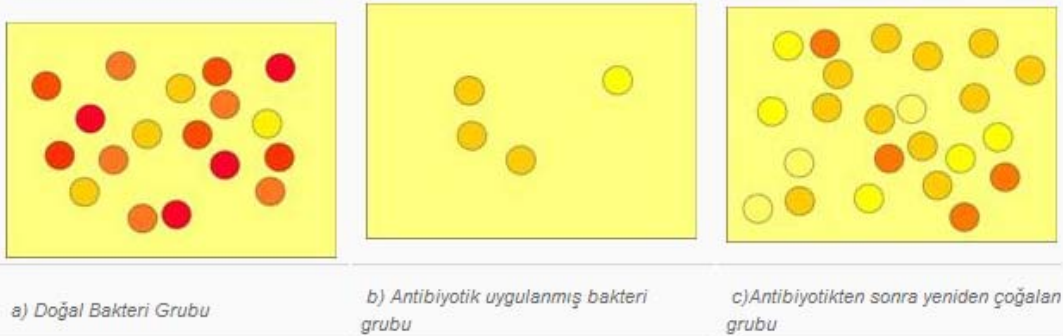 a) Doğal Bakteri Grubu
b) Antibiyotik uygulanmış bakteri
grubu
c)Antibiyotikten sonra yeniden çoğalan
grubu